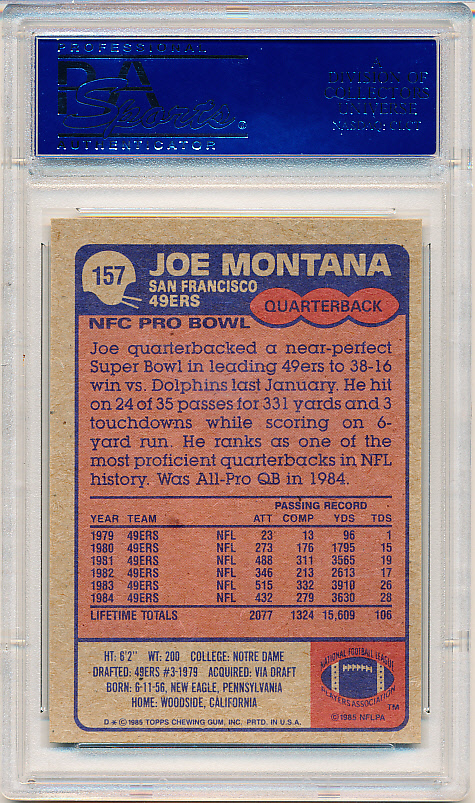 PROFESSIONAL
PSA
Sports ®
AUTHENTICATOR
A
DIVISION OF
COLLECTORS
UNIVERSE
NASDAQ: CLCT
157
JOE MONTANA
SAN FRANCISCO
49ERS
QUARTERBACK
NFC PRO BOWL
Joe quarterbacked a near-perfect
Super Bowl in leading 49ers to 38-16
win vs. Dolphins last January. He hit
on 24 of 35 passes for 331 yards and 3
touchdowns while scoring on 6-
yard run. He ranks as one of the
most proficient quarterbacks in NFL
history. Was All-Pro QB in 1984.
PASSING RECORD
YEAR TEAM ATT COMP YDS TDS
1979 49ERS NFL 23 13 96 1
1980 49ERS NFL 273 176 1795 15
1981 49ERS NFL 488 311 3565 19
1982 49ERS NFL 346 213 2613 17
1983 49ERS NFL 515 332 3910 26
1984 49ERS NFL 432 279 3630 28
LIFETIME TOTALS 2077 1324 15,609 106
HT: 6'2" WT: 200 COLLEGE: NOTRE DAME
DRAFTED: 49ERS #3-1979 ACQUIRED: VIA DRAFT
BORN: 6-11-56, NEW EAGLE, PENNSYLVANIA
HOME: WOODSIDE, CALIFORNIA
D * © 1985 TOPPS CHEWING GUM, INC. PRTD. IN U.S.A.
NATIONAL FOOTBALL LEAGUE
PLAYERS ASSOCIATION
TM
© 1985 NFLPA